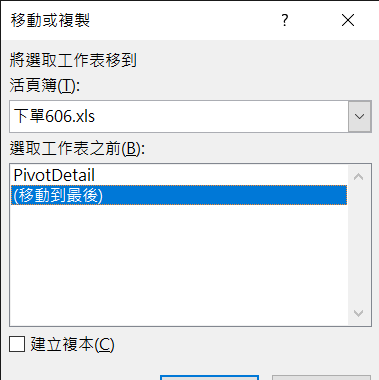 移動或複製
將選取工作表移到
活頁簿(T):
下單606.xls
選取工作表之前(B):
PivotDetail
(移動到最後)
建立複本(C)